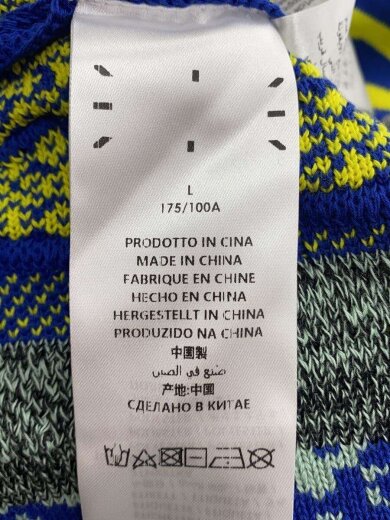 L
175/100A
PRODOTTO IN CINA
MADE IN CHINA
FABRIQUE EN CHINE
HECHO EN CHINA
HERGESTELLT IN CHINA
PRODUZIDO NA CHINA
中國製
صنع في الصين
产地:中国
СДЕЛАНО В КИТАЕ